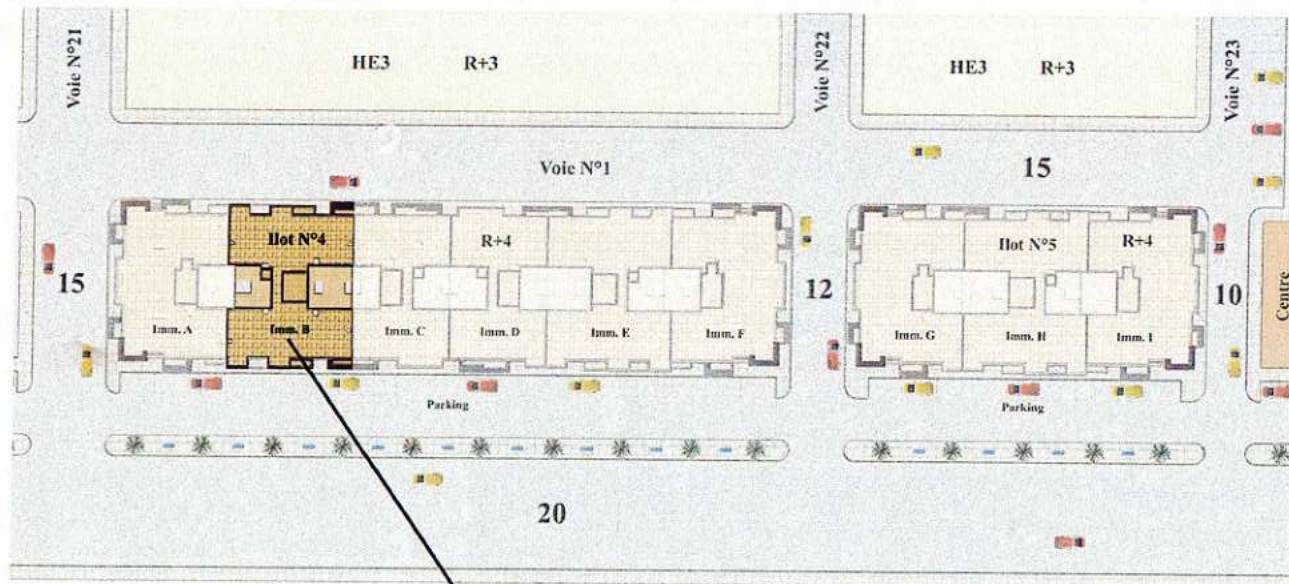 Voie N°21
HE3 R+3
Voie N°22
HE3 R+3
Voie N°23
Voie N°1
15
Ilot N°4
R+4
Ilot N°5
R+4
15
12
10
Centre
Imm. A
Imm. B
Imm. C
Imm. D
Imm. E
Imm. F
Imm. G
Imm. H
Imm. I
Parking
Parking
20